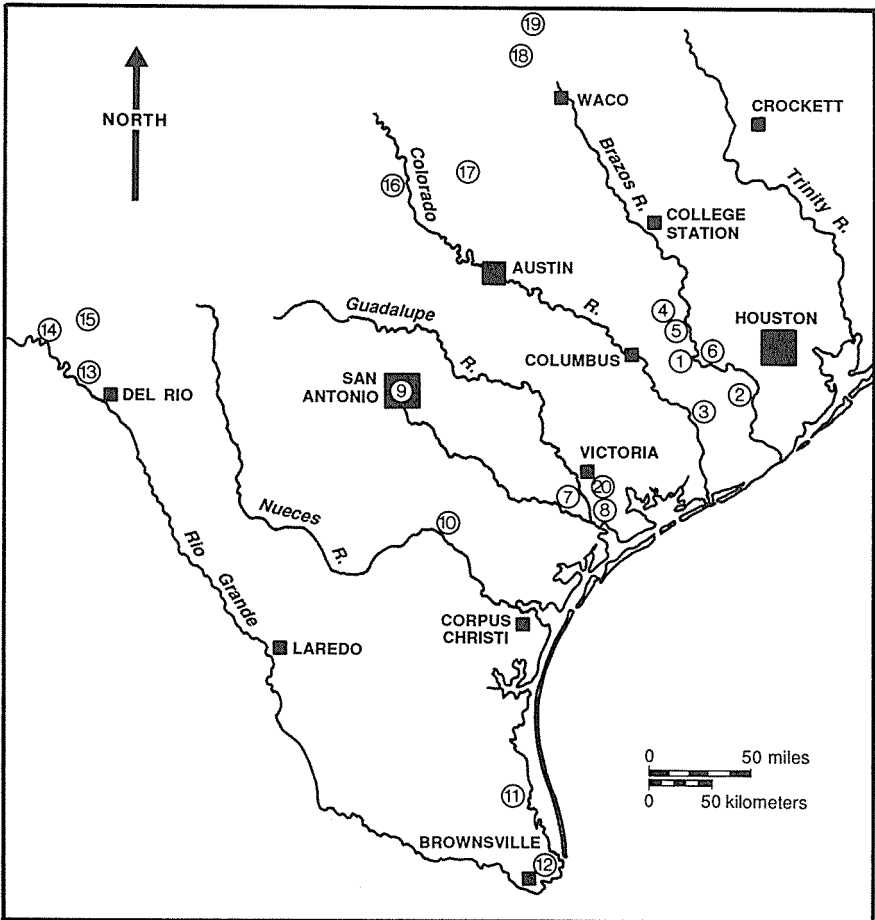 19
18
WACO
CROCKETT
NORTH
Brazos R.
Colorado
17
16
Trinity R.
COLLEGE
STATION
AUSTIN
Guadalupe
R.
R.
4
HOUSTON
15
14
5
6
COLUMBUS
1
13
DEL RIO
SAN
ANTONIO
9
2
3
VICTORIA
20
7
8
Nueces
R.
10
Rio
Grande
CORPUS
CHRISTI
LAREDO
0 50 miles
0 50 kilometers
11
BROWNSVILLE
12